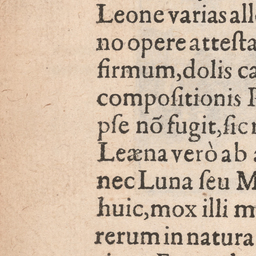 Leone varias all
no opere atteſta
firmum, dolis ca
compoſitionis
pſe nõ fugit, ſic
Leæna verò ab
nec Luna ſeu M
huic, mox illi m
rerum in natura